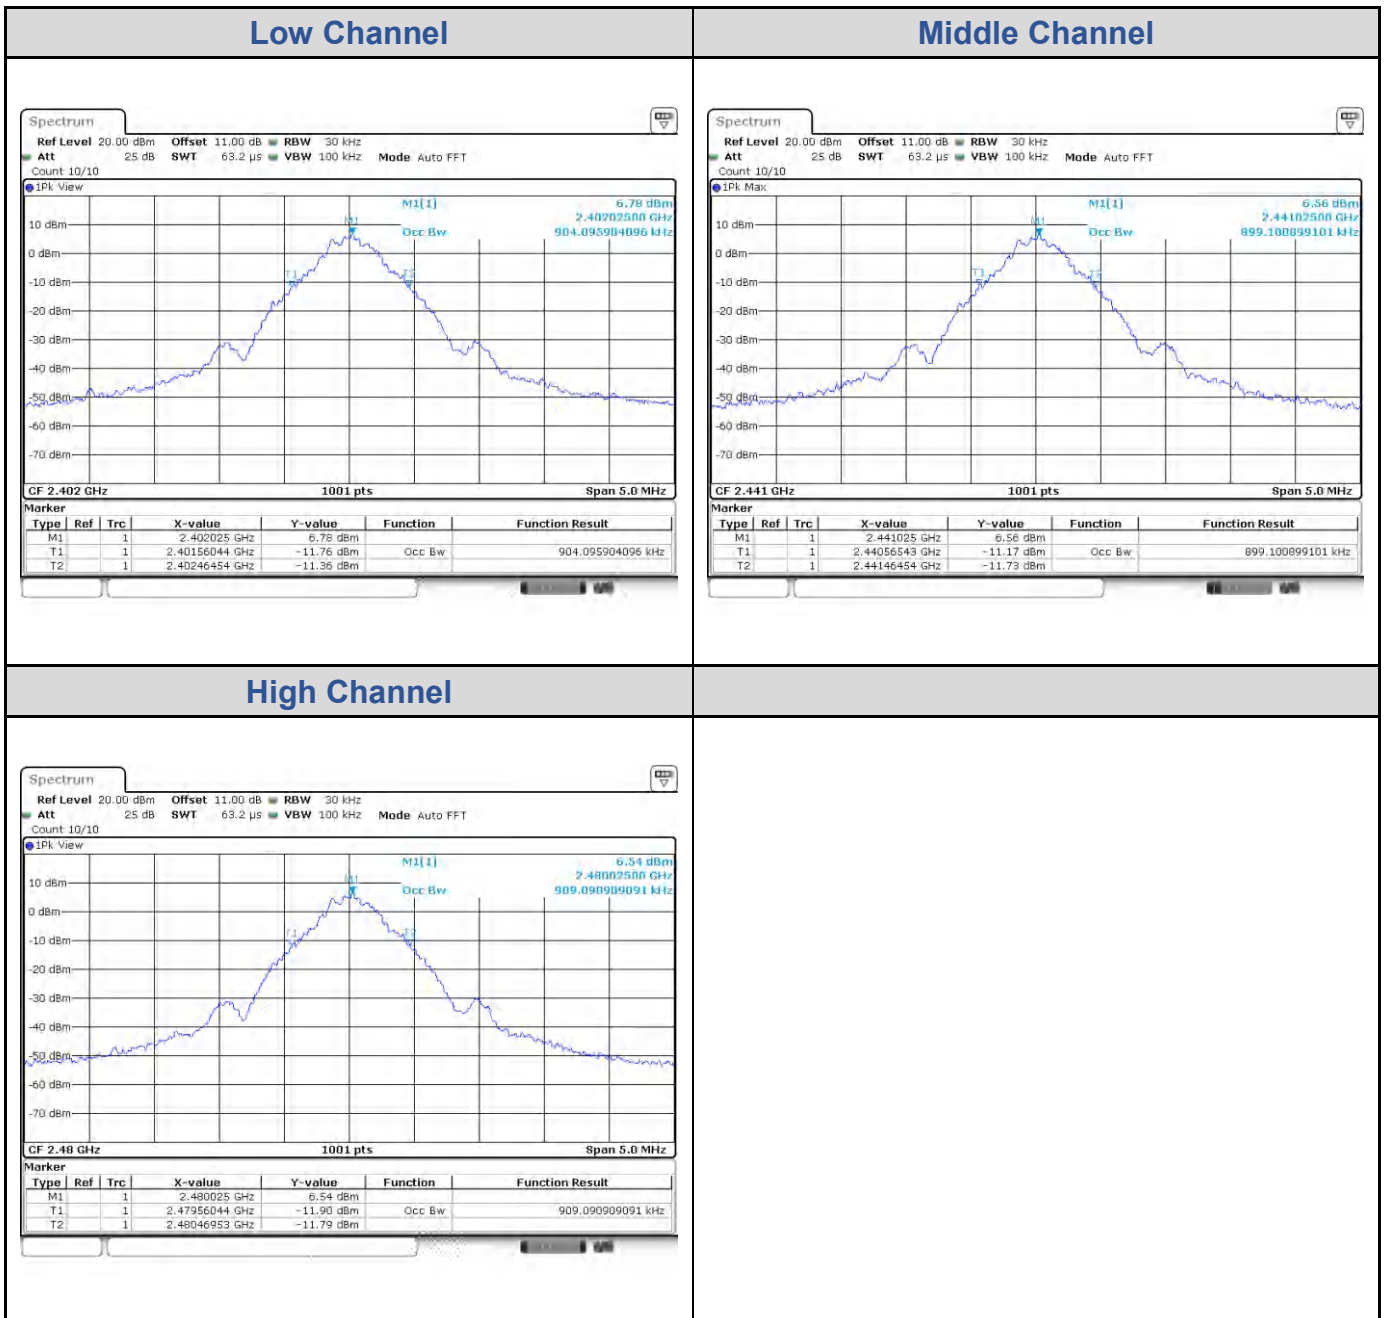 Low Channel
Spectrum
Ref Level 20.00 dBm Offset 11.00 dB RBW 30 kHz
Att 25 dB SWT 63.2 µs VBW 100 kHz Mode Auto FFT
Count 10/10
1Pk View
M1[1] 6.78 dBm
2.40202500 GHz
Occ Bw 904.095904096 kHz
M1
T1
T2
10 dBm
0 dBm
-10 dBm
-20 dBm
-30 dBm
-40 dBm
-50 dBm
-60 dBm
-70 dBm
CF 2.402 GHz 1001 pts Span 5.0 MHz
Marker
Type Ref Trc X-value Y-value Function Function Result
M1 1 2.402025 GHz 6.78 dBm
T1 1 2.40156044 GHz -11.76 dBm Occ Bw 904.095904096 kHz
T2 1 2.40246454 GHz -11.36 dBm
Middle Channel
Spectrum
Ref Level 20.00 dBm Offset 11.00 dB RBW 30 kHz
Att 25 dB SWT 63.2 µs VBW 100 kHz Mode Auto FFT
Count 10/10
1Pk Max
M1[1] 6.56 dBm
2.44102500 GHz
Occ Bw 899.100899101 kHz
M1
T1
T2
10 dBm
0 dBm
-10 dBm
-20 dBm
-30 dBm
-40 dBm
-50 dBm
-60 dBm
-70 dBm
CF 2.441 GHz 1001 pts Span 5.0 MHz
Marker
Type Ref Trc X-value Y-value Function Function Result
M1 1 2.441025 GHz 6.56 dBm
T1 1 2.44056543 GHz -11.17 dBm Occ Bw 899.100899101 kHz
T2 1 2.44146454 GHz -11.73 dBm
High Channel
Spectrum
Ref Level 20.00 dBm Offset 11.00 dB RBW 30 kHz
Att 25 dB SWT 63.2 µs VBW 100 kHz Mode Auto FFT
Count 10/10
1Pk View
M1[1] 6.54 dBm
2.48002500 GHz
Occ Bw 909.090909091 kHz
M1
T1
T2
10 dBm
0 dBm
-10 dBm
-20 dBm
-30 dBm
-40 dBm
-50 dBm
-60 dBm
-70 dBm
CF 2.48 GHz 1001 pts Span 5.0 MHz
Marker
Type Ref Trc X-value Y-value Function Function Result
M1 1 2.480025 GHz 6.54 dBm
T1 1 2.47956044 GHz -11.90 dBm Occ Bw 909.090909091 kHz
T2 1 2.48046953 GHz -11.79 dBm